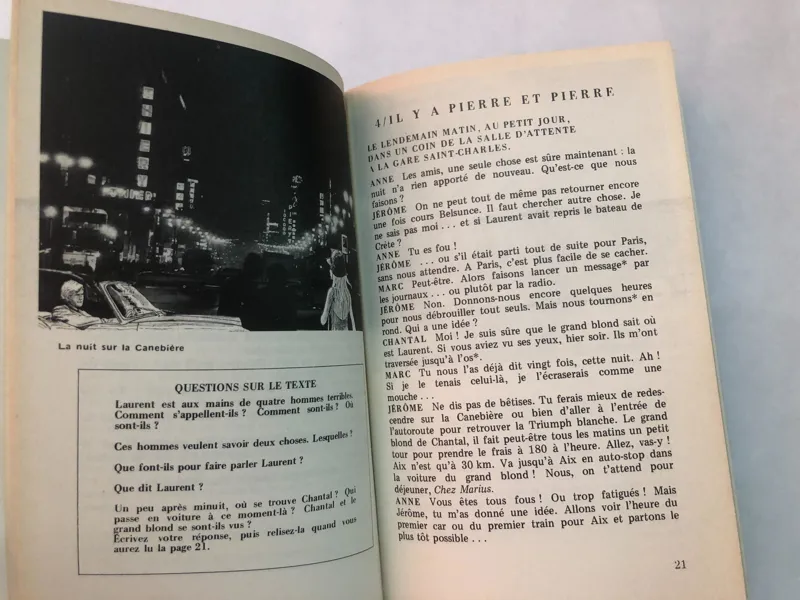 La nuit sur la Canebière
QUESTIONS SUR LE TEXTE
Laurent est aux mains de quatre hommes terribles.
Comment s'appellent-ils ? Comment sont-ils ? Où
sont-ils ?
Ces hommes veulent savoir deux choses. Lesquelles ?
Que font-ils pour faire parler Laurent ?
Que dit Laurent ?
Un peu après minuit, où se trouve Chantal ? Qui
passe en voiture à ce moment-là ? Chantal et le
grand blond se sont-ils vus ?
Écrivez votre réponse, puis relisez-la quand vous
aurez lu la page 21.
4/IL Y A PIERRE ET PIERRE
LE LENDEMAIN MATIN, AU PETIT JOUR,
DANS UN COIN DE LA SALLE D'ATTENTE
A LA GARE SAINT-CHARLES.
ANNE Les amis, une seule chose est sûre maintenant : la
nuit n'a rien apporté de nouveau. Qu'est-ce que nous
faisons ?
JÉRÔME On ne peut tout de même pas retourner encore
une fois cours Belsunce. Il faut chercher autre chose. Je
ne sais pas moi . . . et si Laurent avait repris le bateau de
Crète ?
ANNE Tu es fou !
JÉRÔME . . . ou s'il était parti tout de suite pour Paris,
sans nous attendre. A Paris, c'est plus facile de se cacher.
MARC Peut-être. Alors faisons lancer un message* par
les journaux . . . ou plutôt par la radio.
JÉRÔME Non. Donnons-nous encore quelques heures
pour nous débrouiller tout seuls. Mais nous tournons* en
rond. Qui a une idée ?
CHANTAL Moi ! Je suis sûre que le grand blond sait où
est Laurent. Si vous aviez vu ses yeux, hier soir. Ils m'ont
traversée jusqu'à l'os*.
MARC Tu nous l'as déjà dit vingt fois, cette nuit. Ah !
Si je le tenais celui-là, je l'écraserais comme une
mouche . . .
JÉRÔME Ne dis pas de bêtises. Tu ferais mieux de redes-
cendre sur la Canebière ou bien d'aller à l'entrée de
l'autoroute pour retrouver la Triumph blanche. Le grand
blond de Chantal, il fait peut-être tous les matins un petit
tour pour prendre le frais à 180 à l'heure. Allez, vas-y !
Aix n'est qu'à 30 km. Va jusqu'à Aix en auto-stop dans
la voiture du grand blond ! Nous, on t'attend pour
déjeuner, Chez Marius.
ANNE Vous êtes tous fous ! Ou trop fatigués ! Mais
Jérôme, tu m'as donné une idée. Allons voir l'heure du
premier car ou du premier train pour Aix et partons le
plus tôt possible . . .
21